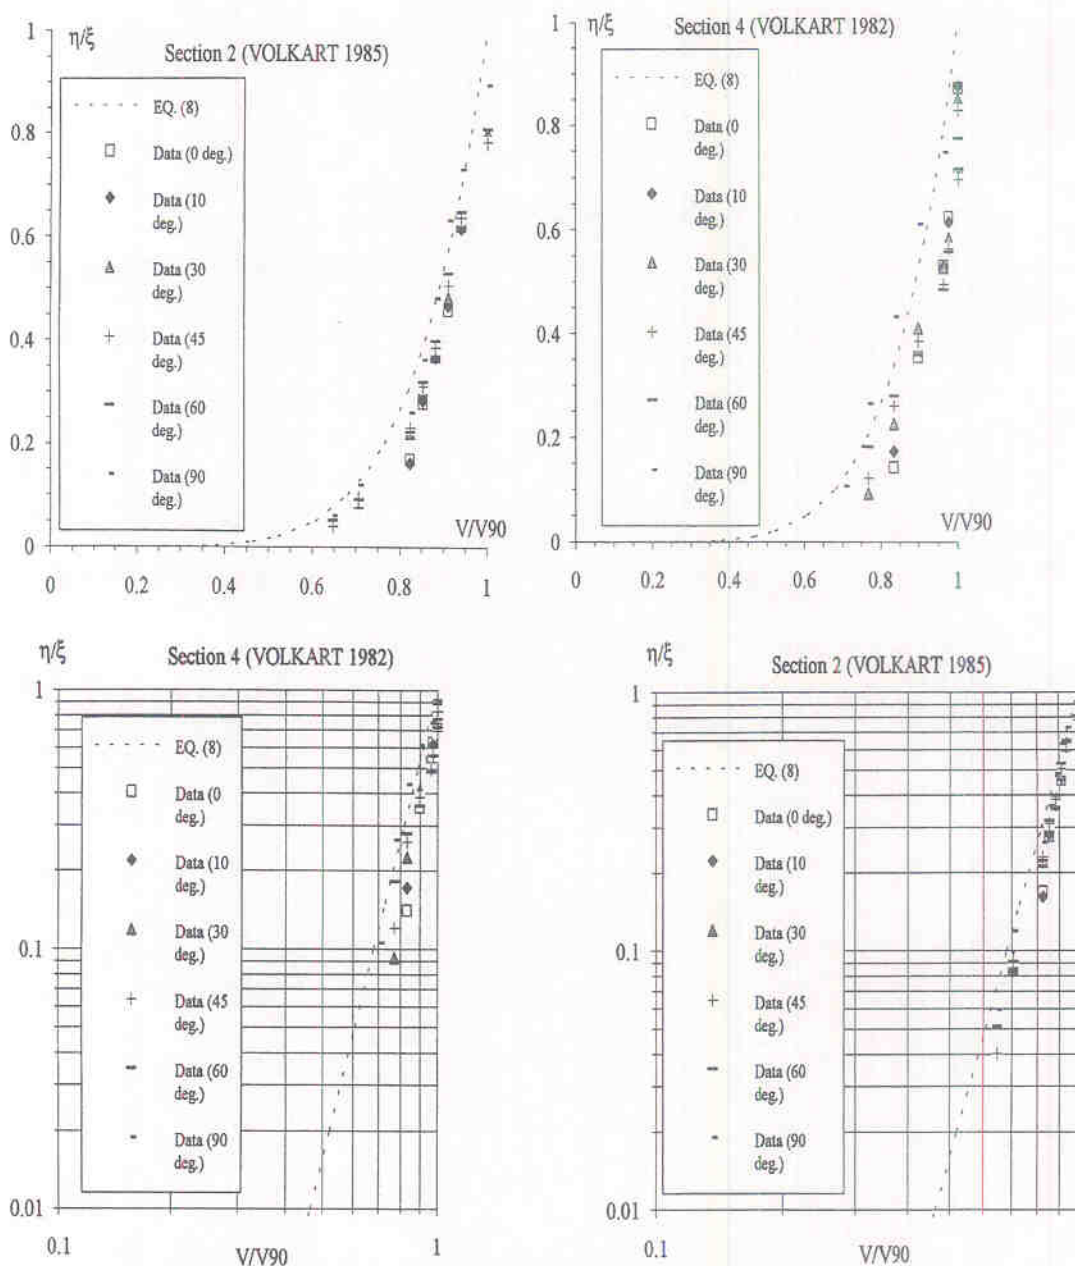 η/ξ
Section 2 (VOLKART 1985)
EQ. (8)
Data (0 deg.)
Data (10
deg.)
Data (30
deg.)
Data (45
deg.)
Data (60
deg.)
Data (90
deg.)
V/V90
1
0.8
0.6
0.4
0.2
0
0 0.2 0.4 0.6 0.8 1
η/ξ
Section 4 (VOLKART 1982)
EQ. (8)
Data (0
deg.)
Data (10
deg.)
Data (30
deg.)
Data (45
deg.)
Data (60
deg.)
Data (90
deg.)
V/V90
1
0.8
0.6
0.4
0.2
0
0 0.2 0.4 0.6 0.8 1
η/ξ
Section 4 (VOLKART 1982)
EQ. (8)
Data (0
deg.)
Data (10
deg.)
Data (30
deg.)
Data (45
deg.)
Data (60
deg.)
Data (90
deg.)
1
0.1
0.01
0.1 1
V/V90
η/ξ
Section 2 (VOLKART 1985)
EQ. (8)
Data (0 deg.)
Data (10
deg.)
Data (30
deg.)
Data (45
deg.)
Data (60
deg.)
Data (90
deg.)
1
0.1
0.01
0.1
V/V90